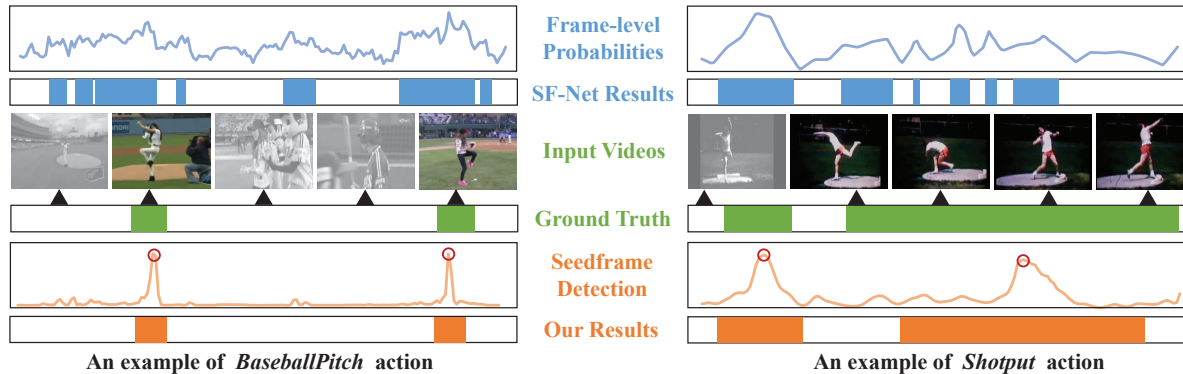 Frame-level
Probabilities
SF-Net Results
Input Videos
Ground Truth
Seedframe
Detection
Our Results
An example of BaseballPitch action
An example of Shotput action